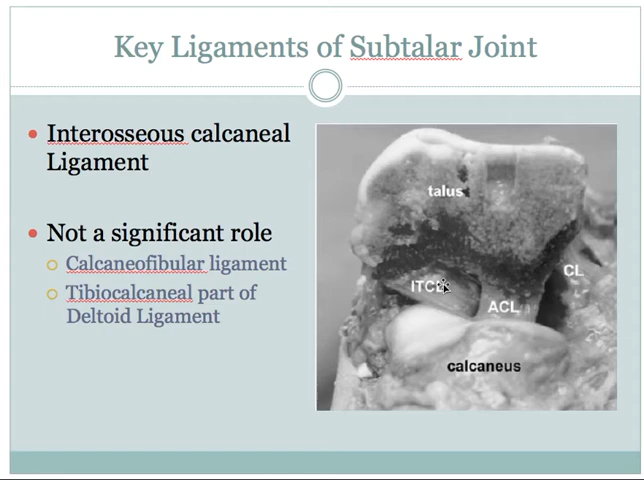 Key Ligaments of Subtalar Joint
Interosseous calcaneal
Ligament
Not a significant role
Calcaneofibular ligament
Tibiocalcaneal part of
Deltoid Ligament
talus
CL
ITCL
ACL
calcaneus